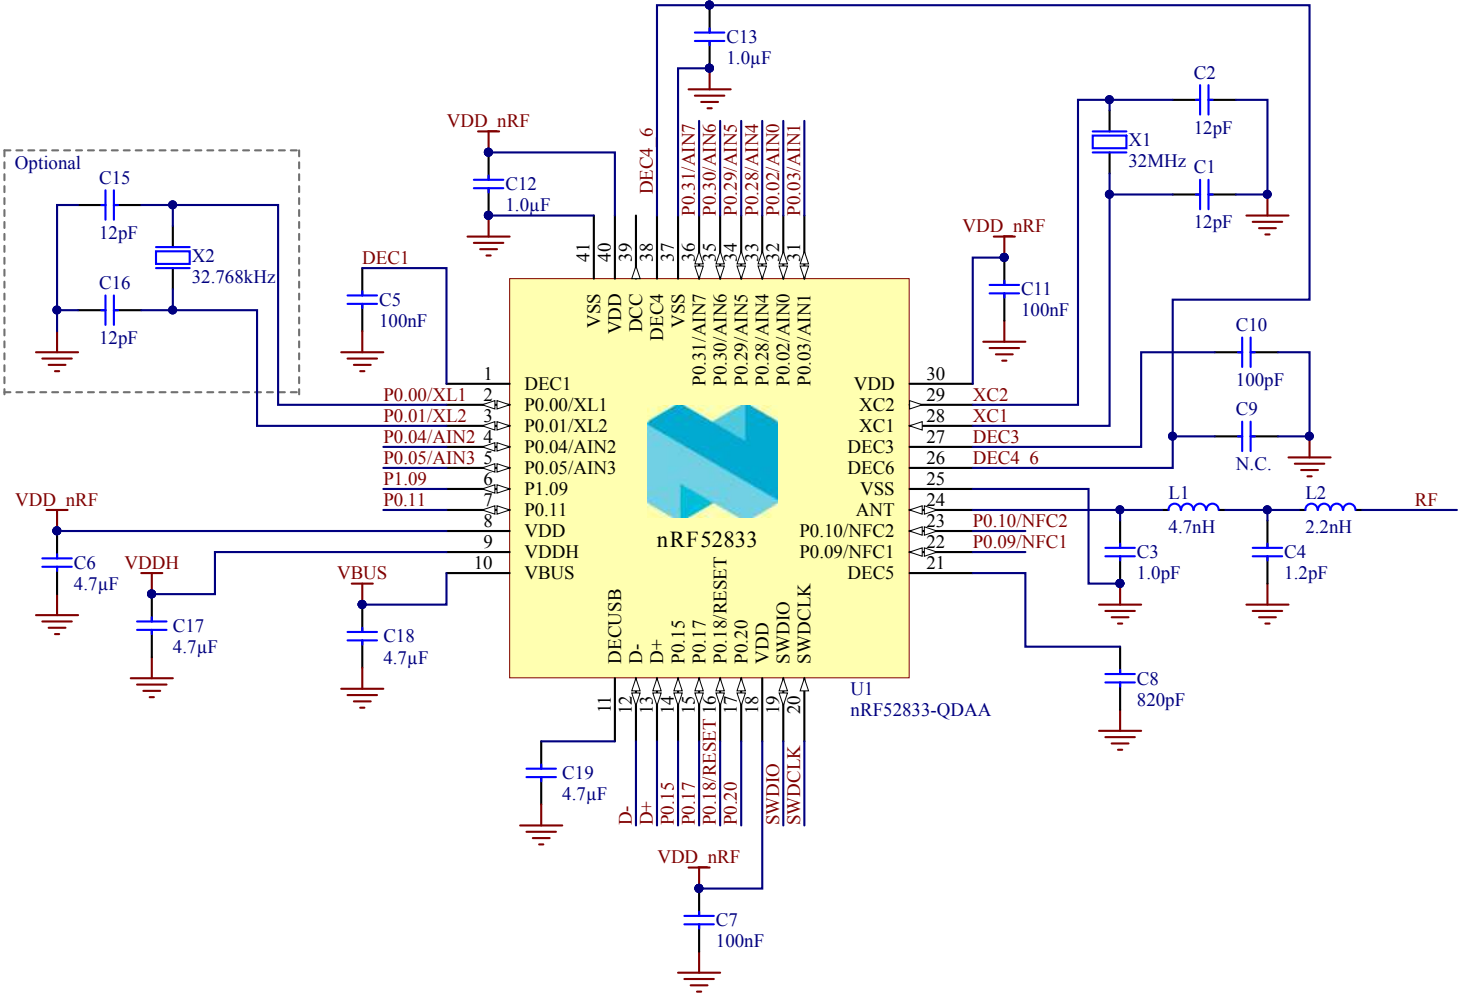 C13
1.0µF
VDD_nRF
C12
1.0µF
DEC4_6
P0.31/AIN7
P0.30/AIN6
P0.29/AIN5
P0.28/AIN4
P0.02/AIN0
P0.03/AIN1
C2
12pF
X1
32MHz
C1
12pF
Optional
C15
12pF
X2
32.768kHz
C16
12pF
DEC1
C5
100nF
VDD_nRF
C11
100nF
41
40
39
38
37
36
35
34
33
32
31
VSS
VDD
DCC
DEC4
VSS
P0.31/AIN7
P0.30/AIN6
P0.29/AIN5
P0.28/AIN4
P0.02/AIN0
P0.03/AIN1
C10
100pF
C9
N.C.
1 DEC1
P0.00/XL1 2 P0.00/XL1
P0.01/XL2 3 P0.01/XL2
P0.04/AIN2 4 P0.04/AIN2
P0.05/AIN3 5 P0.05/AIN3
P1.09 6 P1.09
P0.11 7 P0.11
8 VDD
9 VDDH
10 VBUS
VDD 30
XC2 29 XC2
XC1 28 XC1
DEC3 27 DEC3
DEC6 26 DEC4_6
VSS 25
ANT 24
P0.10/NFC2 23 P0.10/NFC2
P0.09/NFC1 22 P0.09/NFC1
DEC5 21
nRF52833
L1
4.7nH
L2
2.2nH
RF
C3
1.0pF
C4
1.2pF
VDD_nRF
C6
4.7µF
VDDH
C17
4.7µF
VBUS
C18
4.7µF
C8
820pF
DECUSB
D-
D+
P0.15
P0.17
P0.18/RESET
P0.20
VDD
SWDIO
SWDCLK
U1
nRF52833-QDAA
11
12
13
14
15
16
17
18
19
20
C19
4.7µF
D-
D+
P0.15
P0.17
P0.18/RESET
P0.20
SWDIO
SWDCLK
VDD_nRF
C7
100nF